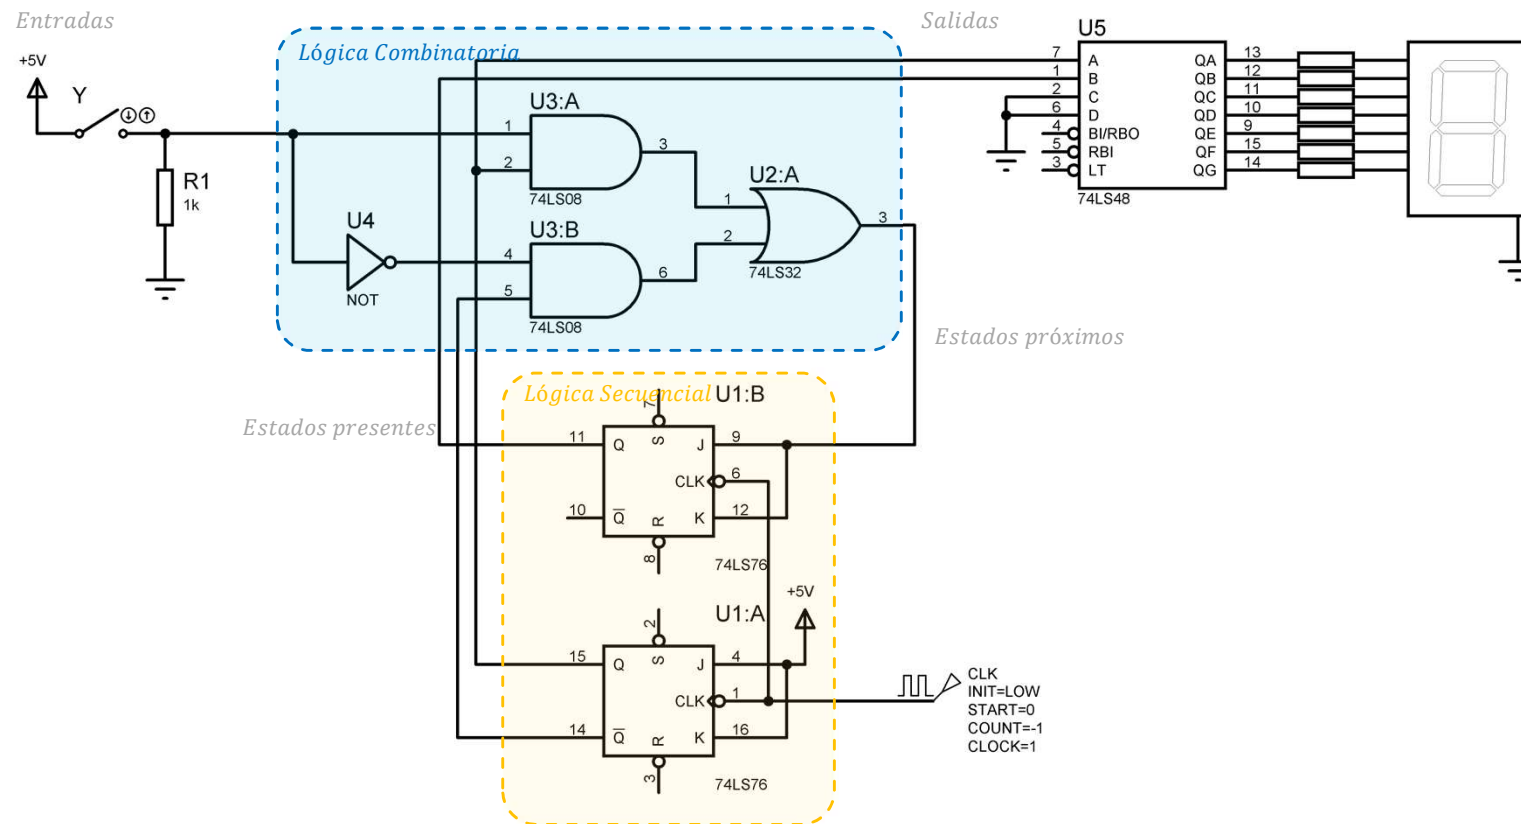 Entradas
Salidas
Lógica Combinatoria
+5V
Y
R1
1k
U4
NOT
U3:A
1
2
3
74LS08
U3:B
4
5
6
74LS08
U2:A
1
2
3
74LS32
U5
7 A QA 13
1 B QB 12
2 C QC 11
6 D QD 10
4 BI/RBO QE 9
5 RBI QF 15
3 LT QG 14
74LS48
Estados próximos
Estados presentes
Lógica Secuencial
U1:B
7
11 Q S J 9
CLK 6
10 Q R K 12
8
74LS76
+5V
U1:A
2
15 Q S J 4
CLK 1
14 Q R K 16
3
74LS76
CLK
INIT=LOW
START=0
COUNT=-1
CLOCK=1